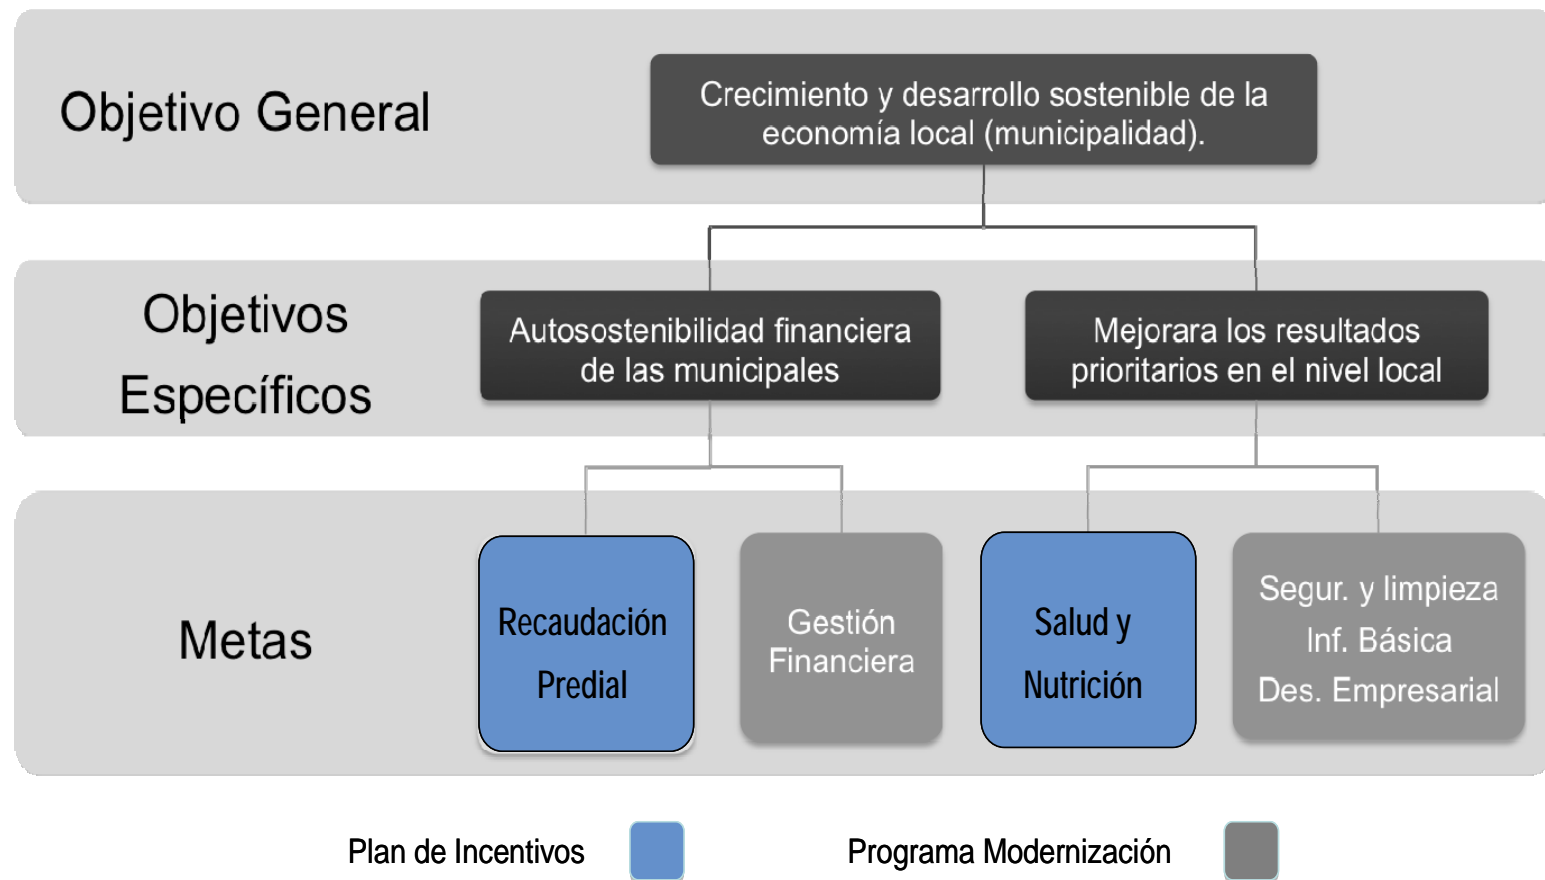 Objetivo General
Crecimiento y desarrollo sostenible de la
economía local (municipalidad).
Objetivos
Específicos
Autosostenibilidad financiera
de las municipales
Mejorara los resultados
prioritarios en el nivel local
Metas
Recaudación
Predial
Gestión
Financiera
Salud y
Nutrición
Segur. y limpieza
Inf. Básica
Des. Empresarial
Plan de Incentivos
Programa Modernización